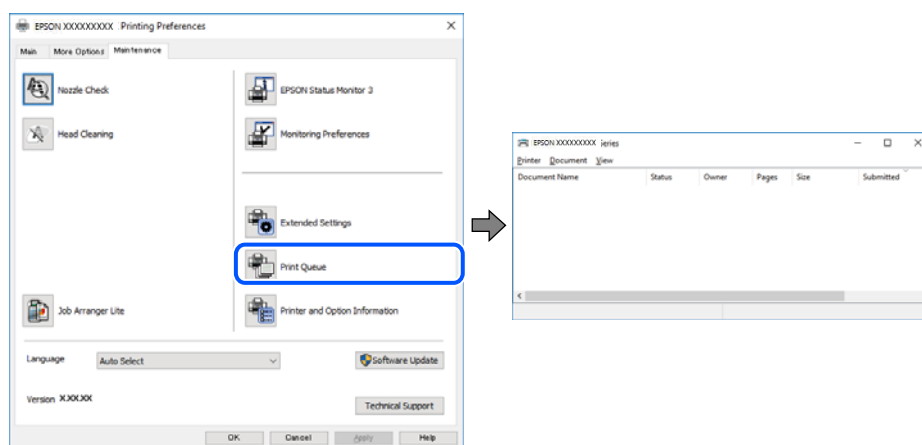 EPSON XXXXXXXXX Printing Preferences
Main More Options Maintenance
Nozzle Check
EPSON Status Monitor 3
Head Cleaning
Monitoring Preferences
Extended Settings
Print Queue
Job Arranger Lite
Printer and Option Information
Language Auto Select
Software Update
Version X.XX.XX
Technical Support
OK Cancel Apply Help
EPSON XXXXXXXXX ieries
Printer Document View
Document Name Status Owner Pages Size Submitted